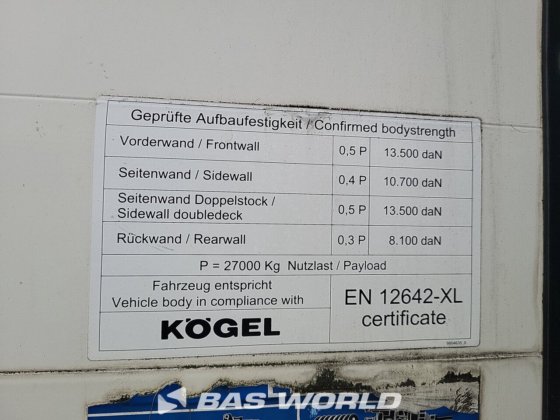 BAS WORLD
Geprüfte Aufbaufestigkeit / Confirmed bodystrength
Vorderwand / Frontwall 0,5 P 13.500 daN
Seitenwand / Sidewall 0,4 P 10.700 daN
Seitenwand Doppelstock /
Sidewall doubledeck 0,5 P 13.500 daN
Rückwand / Rearwall 0,3 P 8.100 daN
P = 27000 Kg Nutzlast / Payload
Fahrzeug entspricht
Vehicle body in compliance with
KÖGEL
EN 12642-XL
certificate
BAS WORLD